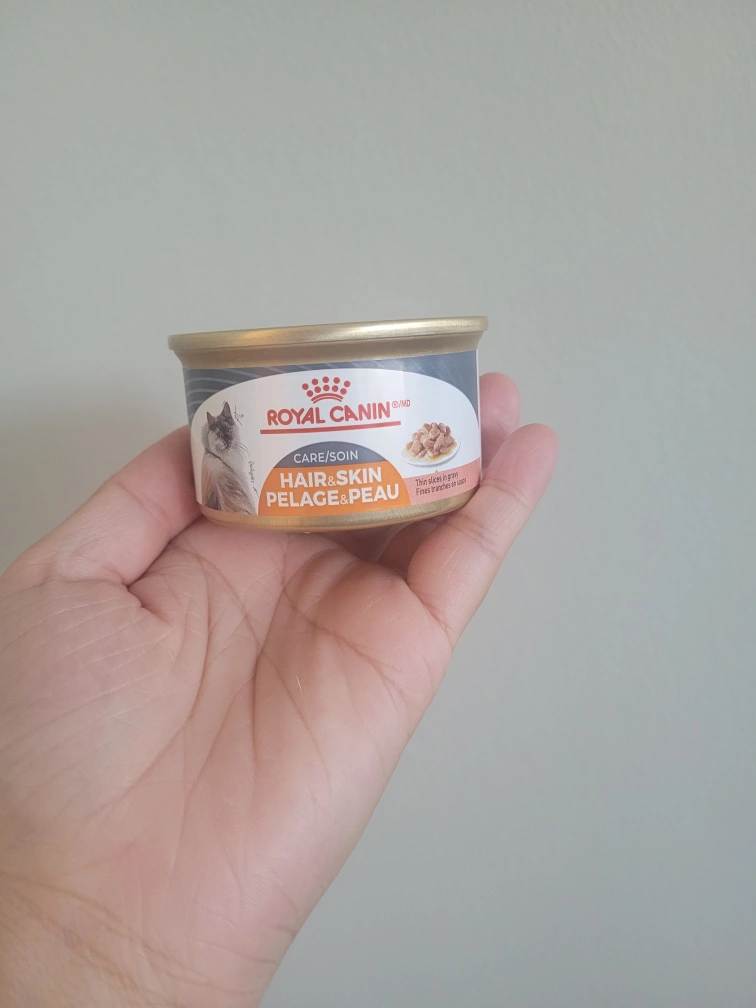 ROYAL CANIN®/MD
CARE/SOIN
HAIR&SKIN
PELAGE&PEAU
Thin slices in gravy
Fines tranches en sauce